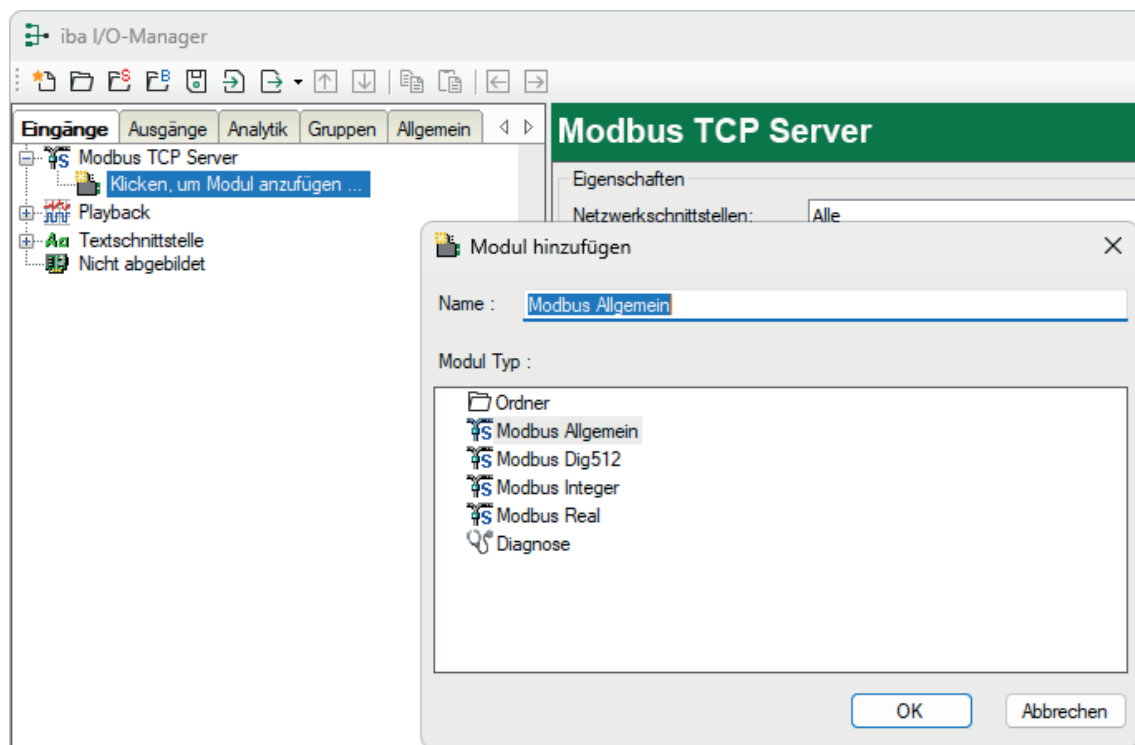 iba I/O-Manager
Eingänge Ausgänge Analytik Gruppen Allgemein
Modbus TCP Server
Klicken, um Modul anzufügen ...
Playback
Textschnittstelle
Nicht abgebildet
Modbus TCP Server
Eigenschaften
Netzwerkschnittstellen: Alle
Modul hinzufügen
Name : Modbus Allgemein
Modul Typ :
Ordner
Modbus Allgemein
Modbus Dig512
Modbus Integer
Modbus Real
Diagnose
OK Abbrechen